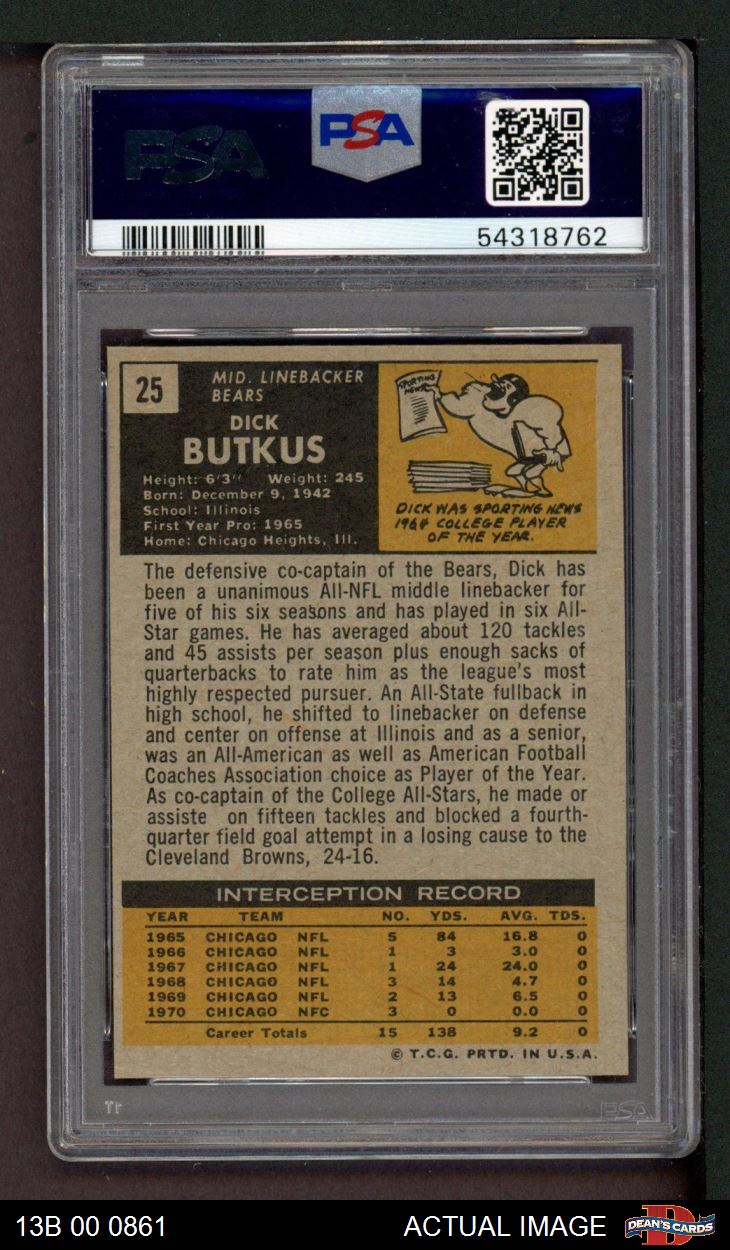 PSA
PSA
54318762
25
MID. LINEBACKER
BEARS
DICK
BUTKUS
Height: 6'3" Weight: 245
Born: December 9, 1942
School: Illinois
First Year Pro: 1965
Home: Chicago Heights, Ill.
SPORTING
NEWS
DICK WAS SPORTING NEWS
1964 COLLEGE PLAYER
OF THE YEAR.
The defensive co-captain of the Bears, Dick has
been a unanimous All-NFL middle linebacker for
five of his six seasons and has played in six All-
Star games. He has averaged about 120 tackles
and 45 assists per season plus enough sacks of
quarterbacks to rate him as the league's most
highly respected pursuer. An All-State fullback in
high school, he shifted to linebacker on defense
and center on offense at Illinois and as a senior,
was an All-American as well as American Football
Coaches Association choice as Player of the Year.
As co-captain of the College All-Stars, he made or
assiste on fifteen tackles and blocked a fourth-
quarter field goal attempt in a losing cause to the
Cleveland Browns, 24-16.
INTERCEPTION RECORD
YEAR TEAM NO. YDS. AVG. TDS.
1965 CHICAGO NFL 5 84 16.8 0
1966 CHICAGO NFL 1 3 3.0 0
1967 CHICAGO NFL 1 24 24.0 0
1968 CHICAGO NFL 3 14 4.7 0
1969 CHICAGO NFL 2 13 6.5 0
1970 CHICAGO NFC 3 0 0.0 0
Career Totals 15 138 9.2 0
© T.C.G. PRTD. IN U.S.A.
PSA
13B 00 0861
ACTUAL IMAGE
DEAN'S CARDS